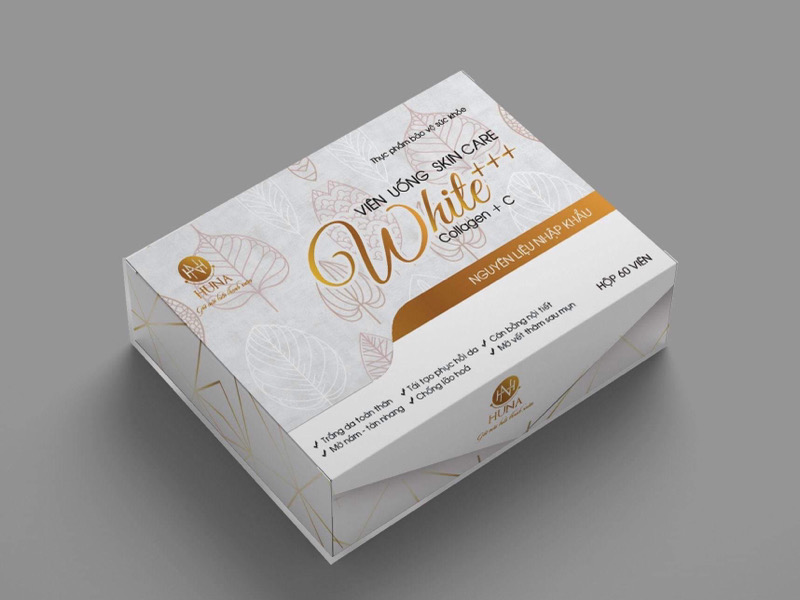 Thực phẩm bảo vệ sức khỏe
VIÊN UỐNG SKIN CARE
White+++
Collagen + C
HUNA
NGUYÊN LIỆU NHẬP KHẨU
HỘP 60 VIÊN
✓ Trắng da toàn thân ✓ Tái tạo phục hồi da ✓ Cân bằng nội tiết
✓ Mờ nám - tàn nhang ✓ Chống lão hoá ✓ Mờ vết thâm sau mụn
HUNA